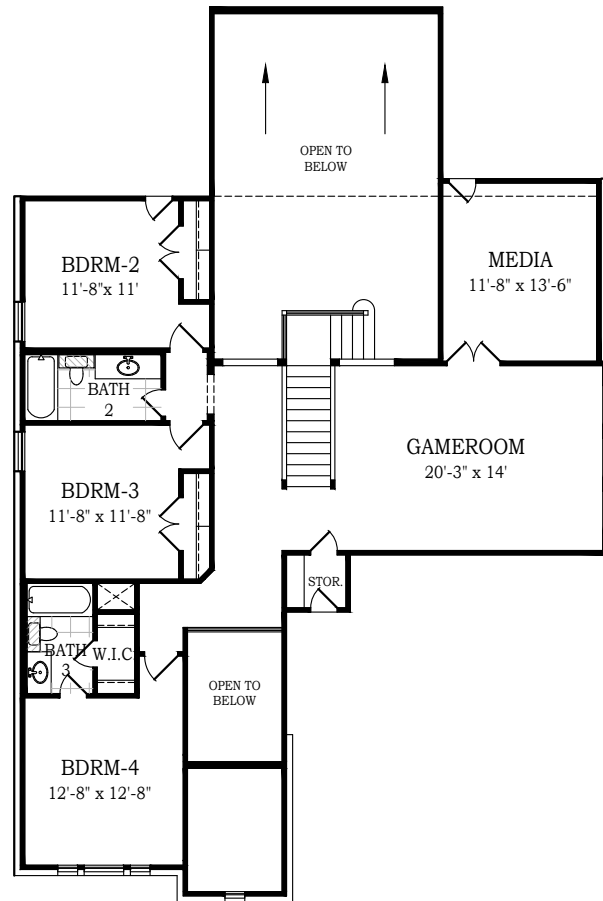 OPEN TO
BELOW
BDRM-2
11'-8"x 11'
MEDIA
11'-8" x 13'-6"
BATH
2
GAMEROOM
20'-3" x 14'
BDRM-3
11'-8" x 11'-8"
STOR.
BATH
3
W.I.C.
OPEN TO
BELOW
BDRM-4
12'-8" x 12'-8"